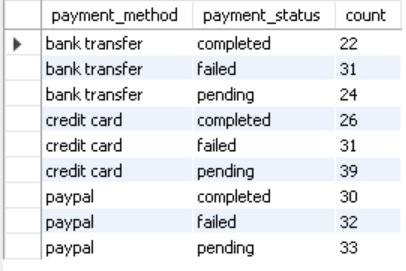 payment_method payment_status count
bank transfer completed 22
bank transfer failed 31
bank transfer pending 24
credit card completed 26
credit card failed 31
credit card pending 39
paypal completed 30
paypal failed 32
paypal pending 33